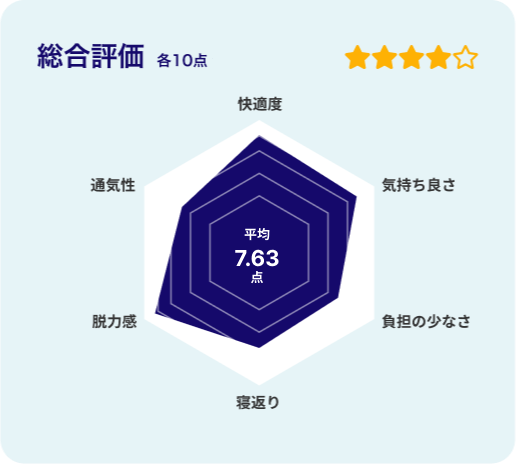 総合評価 各10点
快適度
通気性
気持ち良さ
平均
7.63
点
脱力感
負担の少なさ
寝返り